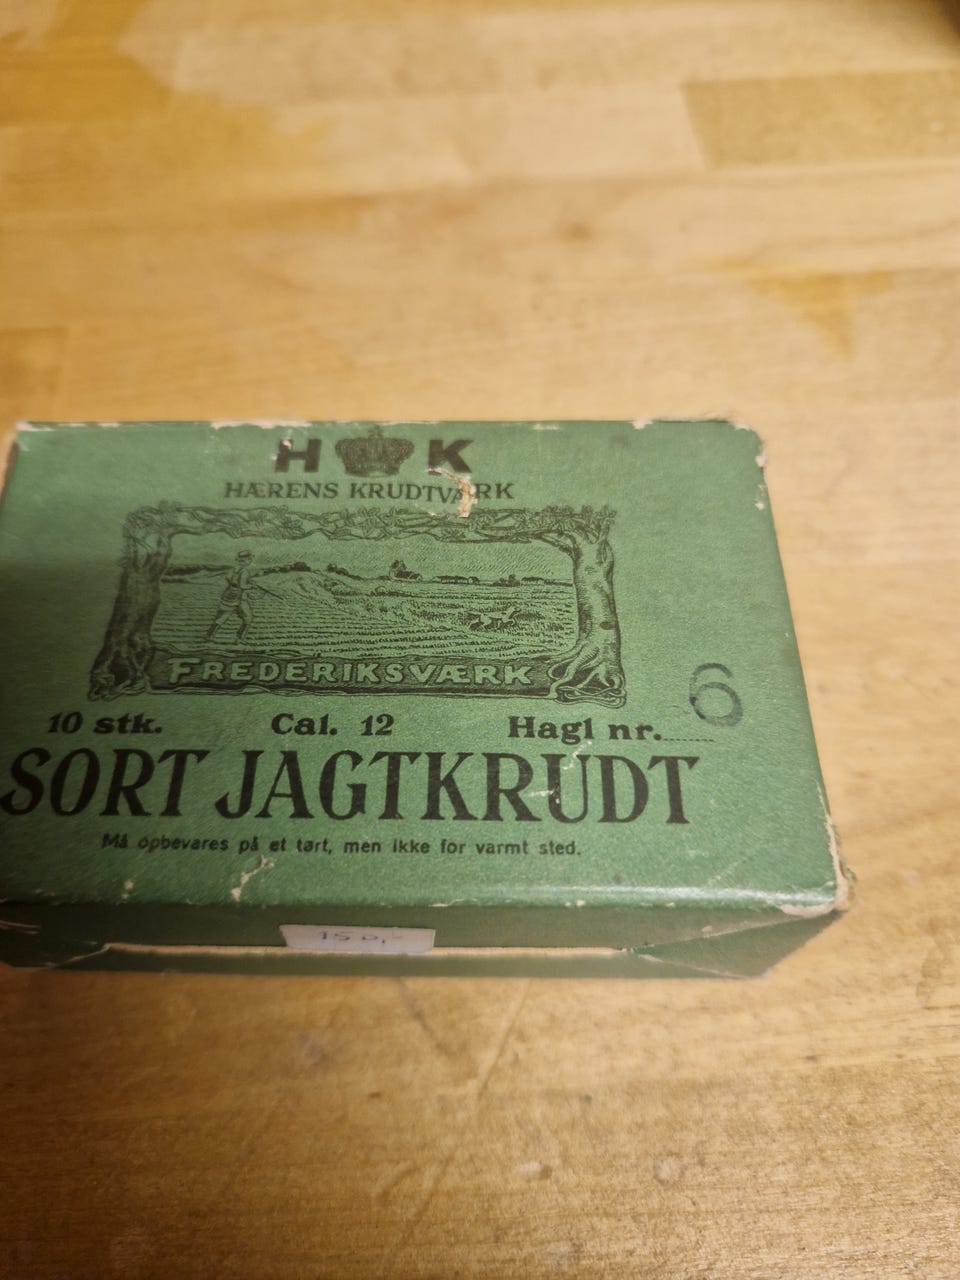 H K
HÆRENS KRUDTVÆRK
FREDERIKSVÆRK
10 stk. Cal. 12 Hagl nr......... 6
SORT JAGTKRUDT
Må opbevares på et tørt, men ikke for varmt sted.
150,-